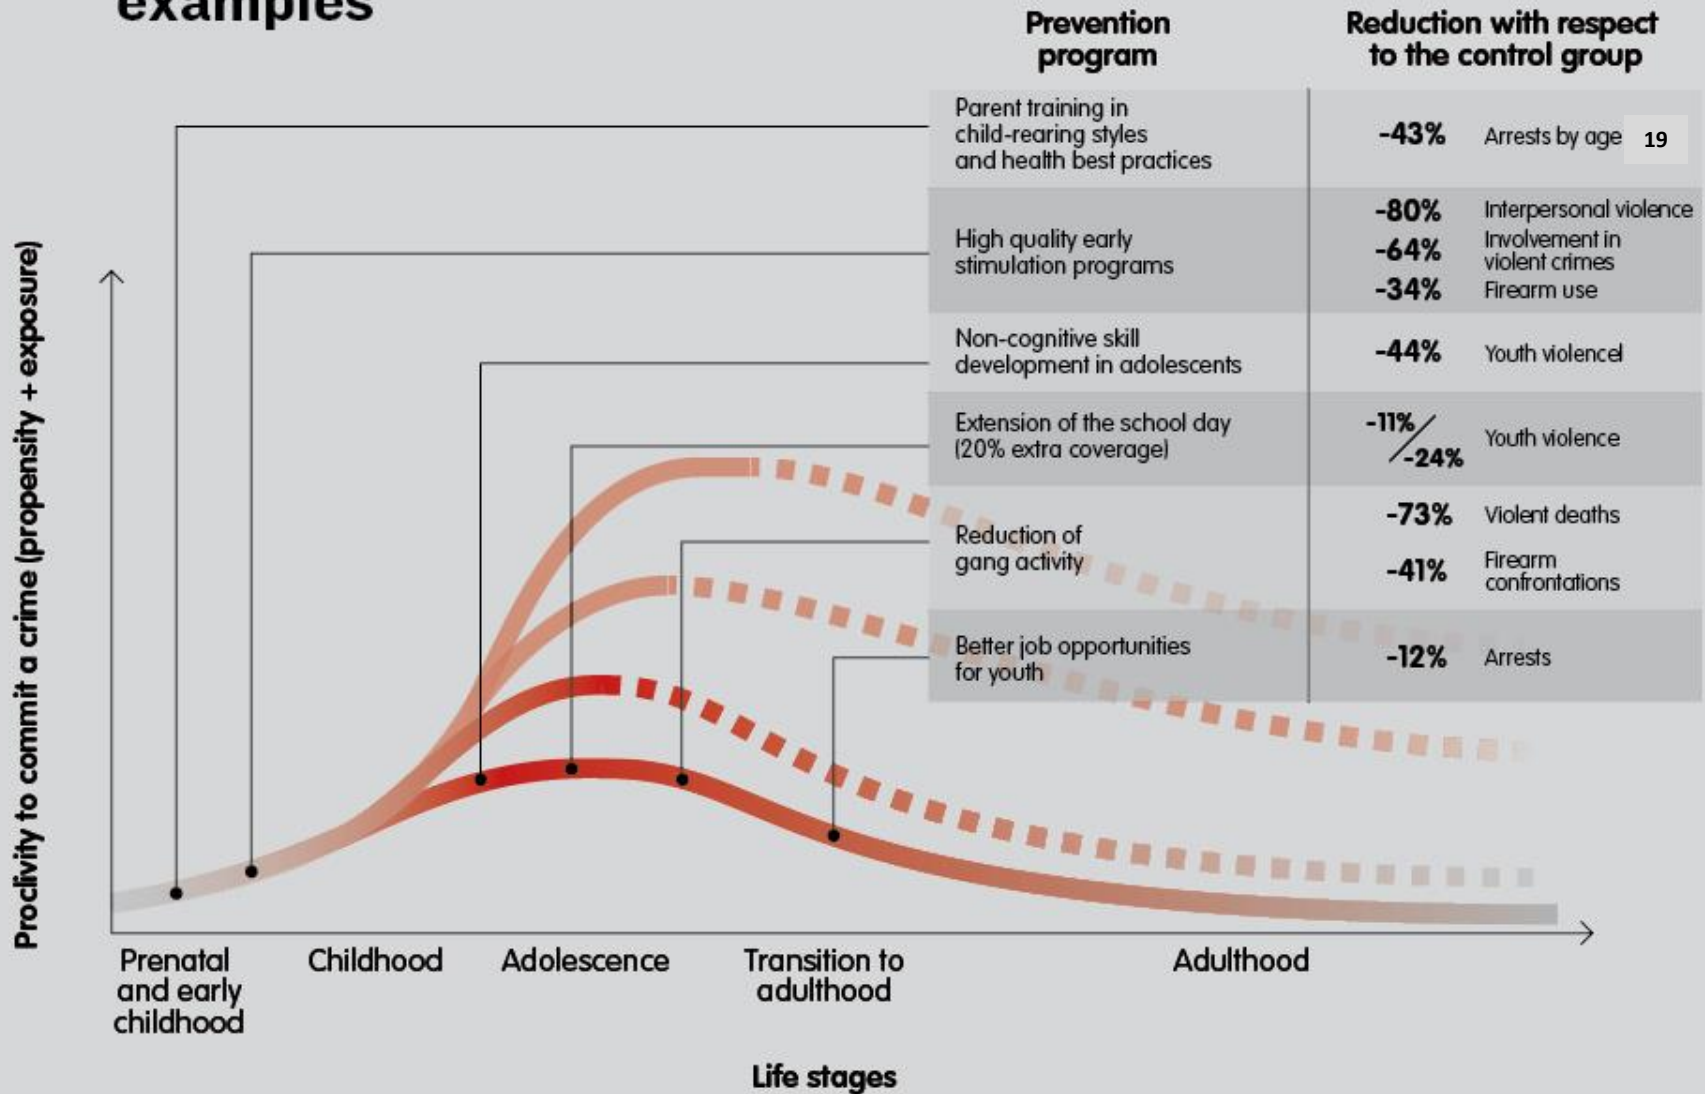 examples
Prevention
program
Reduction with respect
to the control group
Parent training in
child-rearing styles
and health best practices
-43% Arrests by age 19
High quality early
stimulation programs
-80% Interpersonal violence
-64% Involvement in
violent crimes
-34% Firearm use
Non-cognitive skill
development in adolescents
-44% Youth violencel
Extension of the school day
(20% extra coverage)
-11%/-24% Youth violence
Reduction of
gang activity
-73% Violent deaths
-41% Firearm
confrontations
Better job opportunities
for youth
-12% Arrests
Proclivity to commit a crime (propensity + exposure)
Prenatal
and early
childhood
Childhood
Adolescence
Transition to
adulthood
Adulthood
Life stages